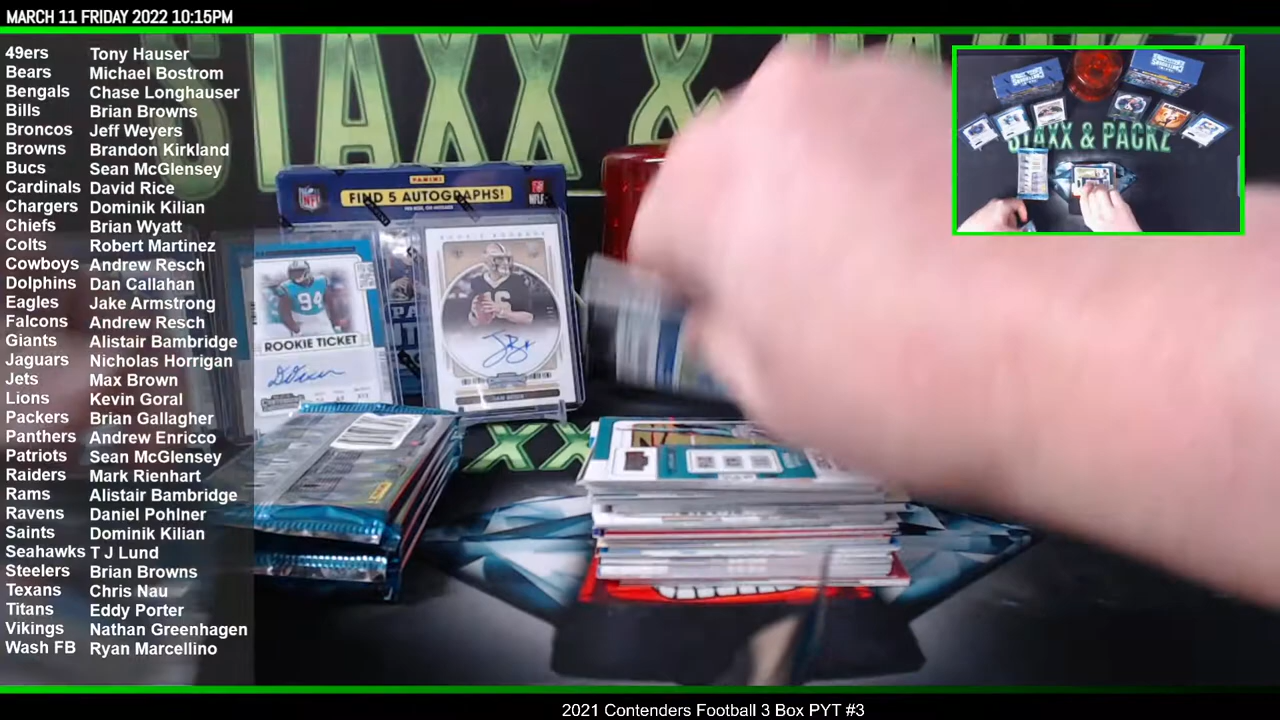 MARCH 11 FRIDAY 2022 10:15PM
49ers Tony Hauser
Bears Michael Bostrom
Bengals Chase Longhauser
Bills Brian Browns
Broncos Jeff Weyers
Browns Brandon Kirkland
Bucs Sean McGlensey
Cardinals David Rice
Chargers Dominik Kilian
Chiefs Brian Wyatt
Colts Robert Martinez
Cowboys Andrew Resch
Dolphins Dan Callahan
Eagles Jake Armstrong
Falcons Andrew Resch
Giants Alistair Bambridge
Jaguars Nicholas Horrigan
Jets Max Brown
Lions Kevin Goral
Packers Brian Gallagher
Panthers Andrew Enricco
Patriots Sean McGlensey
Raiders Mark Rienhart
Rams Alistair Bambridge
Ravens Daniel Pohlner
Saints Dominik Kilian
Seahawks T J Lund
Steelers Brian Browns
Texans Chris Nau
Titans Eddy Porter
Vikings Nathan Greenhagen
Wash FB Ryan Marcellino
STAXX &
PANINI
NFL
FIND 5 AUTOGRAPHS!
94
ROOKIE TICKET
16
XX
STAXX & PACKZ
2021 Contenders Football 3 Box PYT #3